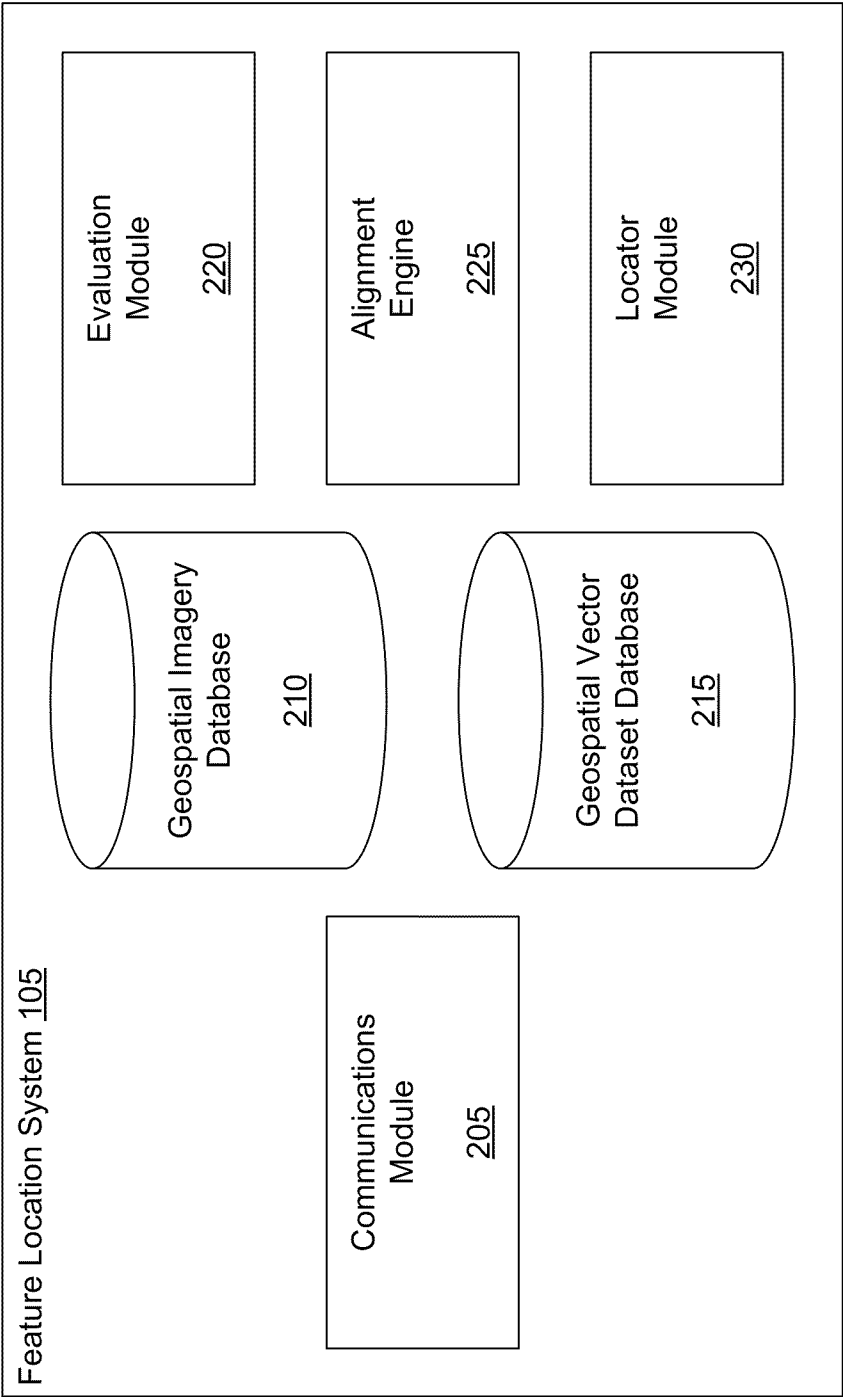 Feature Location System 105
Communications
Module
205
Geospatial Imagery
Database
210
Geospatial Vector
Dataset Database
215
Evaluation
Module
220
Alignment
Engine
225
Locator
Module
230